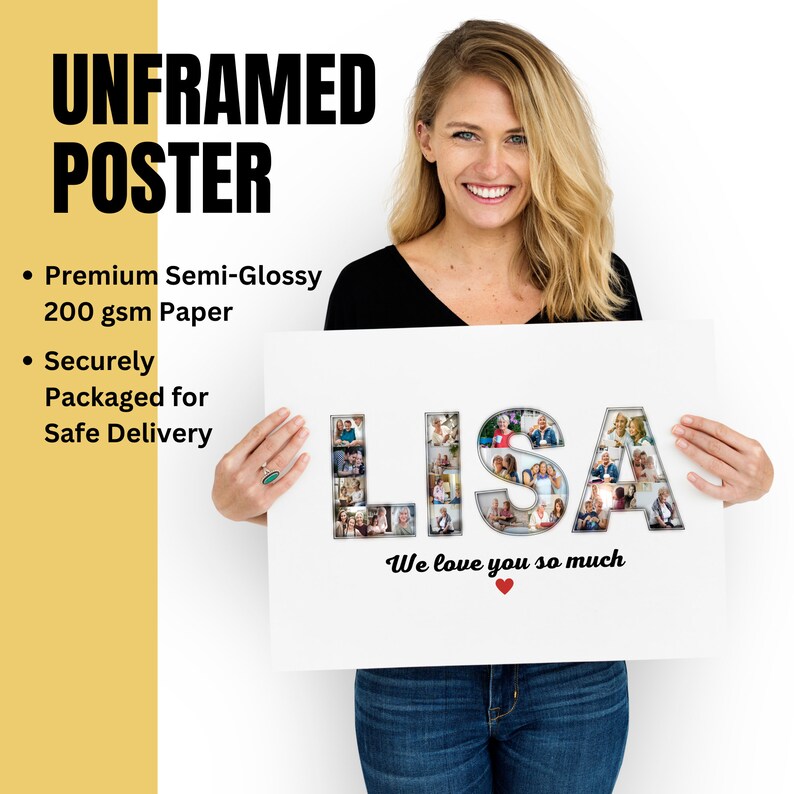 UNFRAMED
POSTER
• Premium Semi-Glossy
200 gsm Paper
• Securely
Packaged for
Safe Delivery
LISA
We love you so much